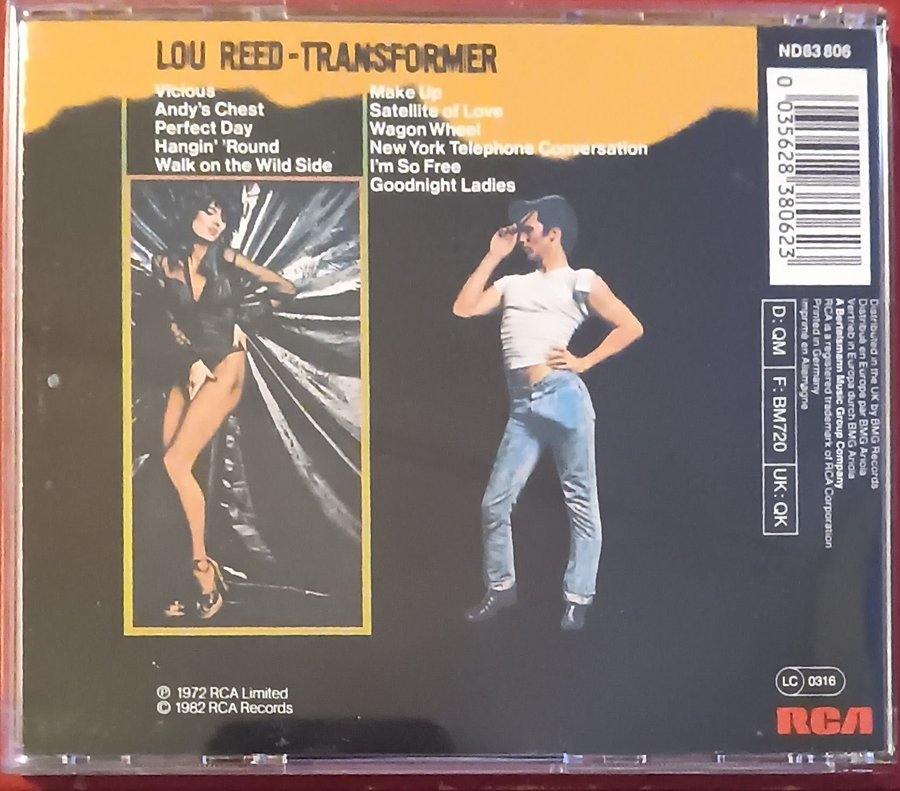 LOU REED-TRANSFORMER
Vicious
Andy's Chest
Perfect Day
Hangin' 'Round
Walk on the Wild Side
Make Up
Satellite of Love
Wagon Wheel
New York Telephone Conversation
I'm So Free
Goodnight Ladies
ND83806
0 035628 380623
Distributed in the UK by BMG Records
Distribué en Europe par BMG Ariola
Vertrieb in Europa durch BMG Ariola
A Bertelsmann Music Group Company
RCA is a registered trademark of RCA Corporation
Printed in Germany
Imprimé en Allemagne
D: QM F: BM720 UK: QK
℗ 1972 RCA Limited
© 1982 RCA Records
LC 0316
RCA